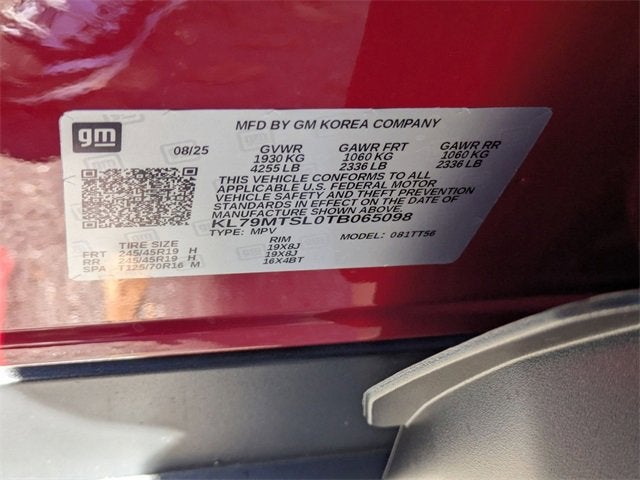 gm
MFD BY GM KOREA COMPANY
08/25 GVWR GAWR FRT GAWR RR
1930 KG 1060 KG 1060 KG
4255 LB 2336 LB 2336 LB
THIS VEHICLE CONFORMS TO ALL
APPLICABLE U.S. FEDERAL MOTOR
VEHICLE SAFETY AND THEFT PREVENTION
STANDARDS IN EFFECT ON THE DATE OF
MANUFACTURE SHOWN ABOVE.
KL79MTSL0TB065098
TYPE: MPV MODEL: 081TT56
TIRE SIZE RIM
FRT 245/45R19 H 19X8J
RR 245/45R19 H 19X8J
SPA T125/70R16 M 16X4BT